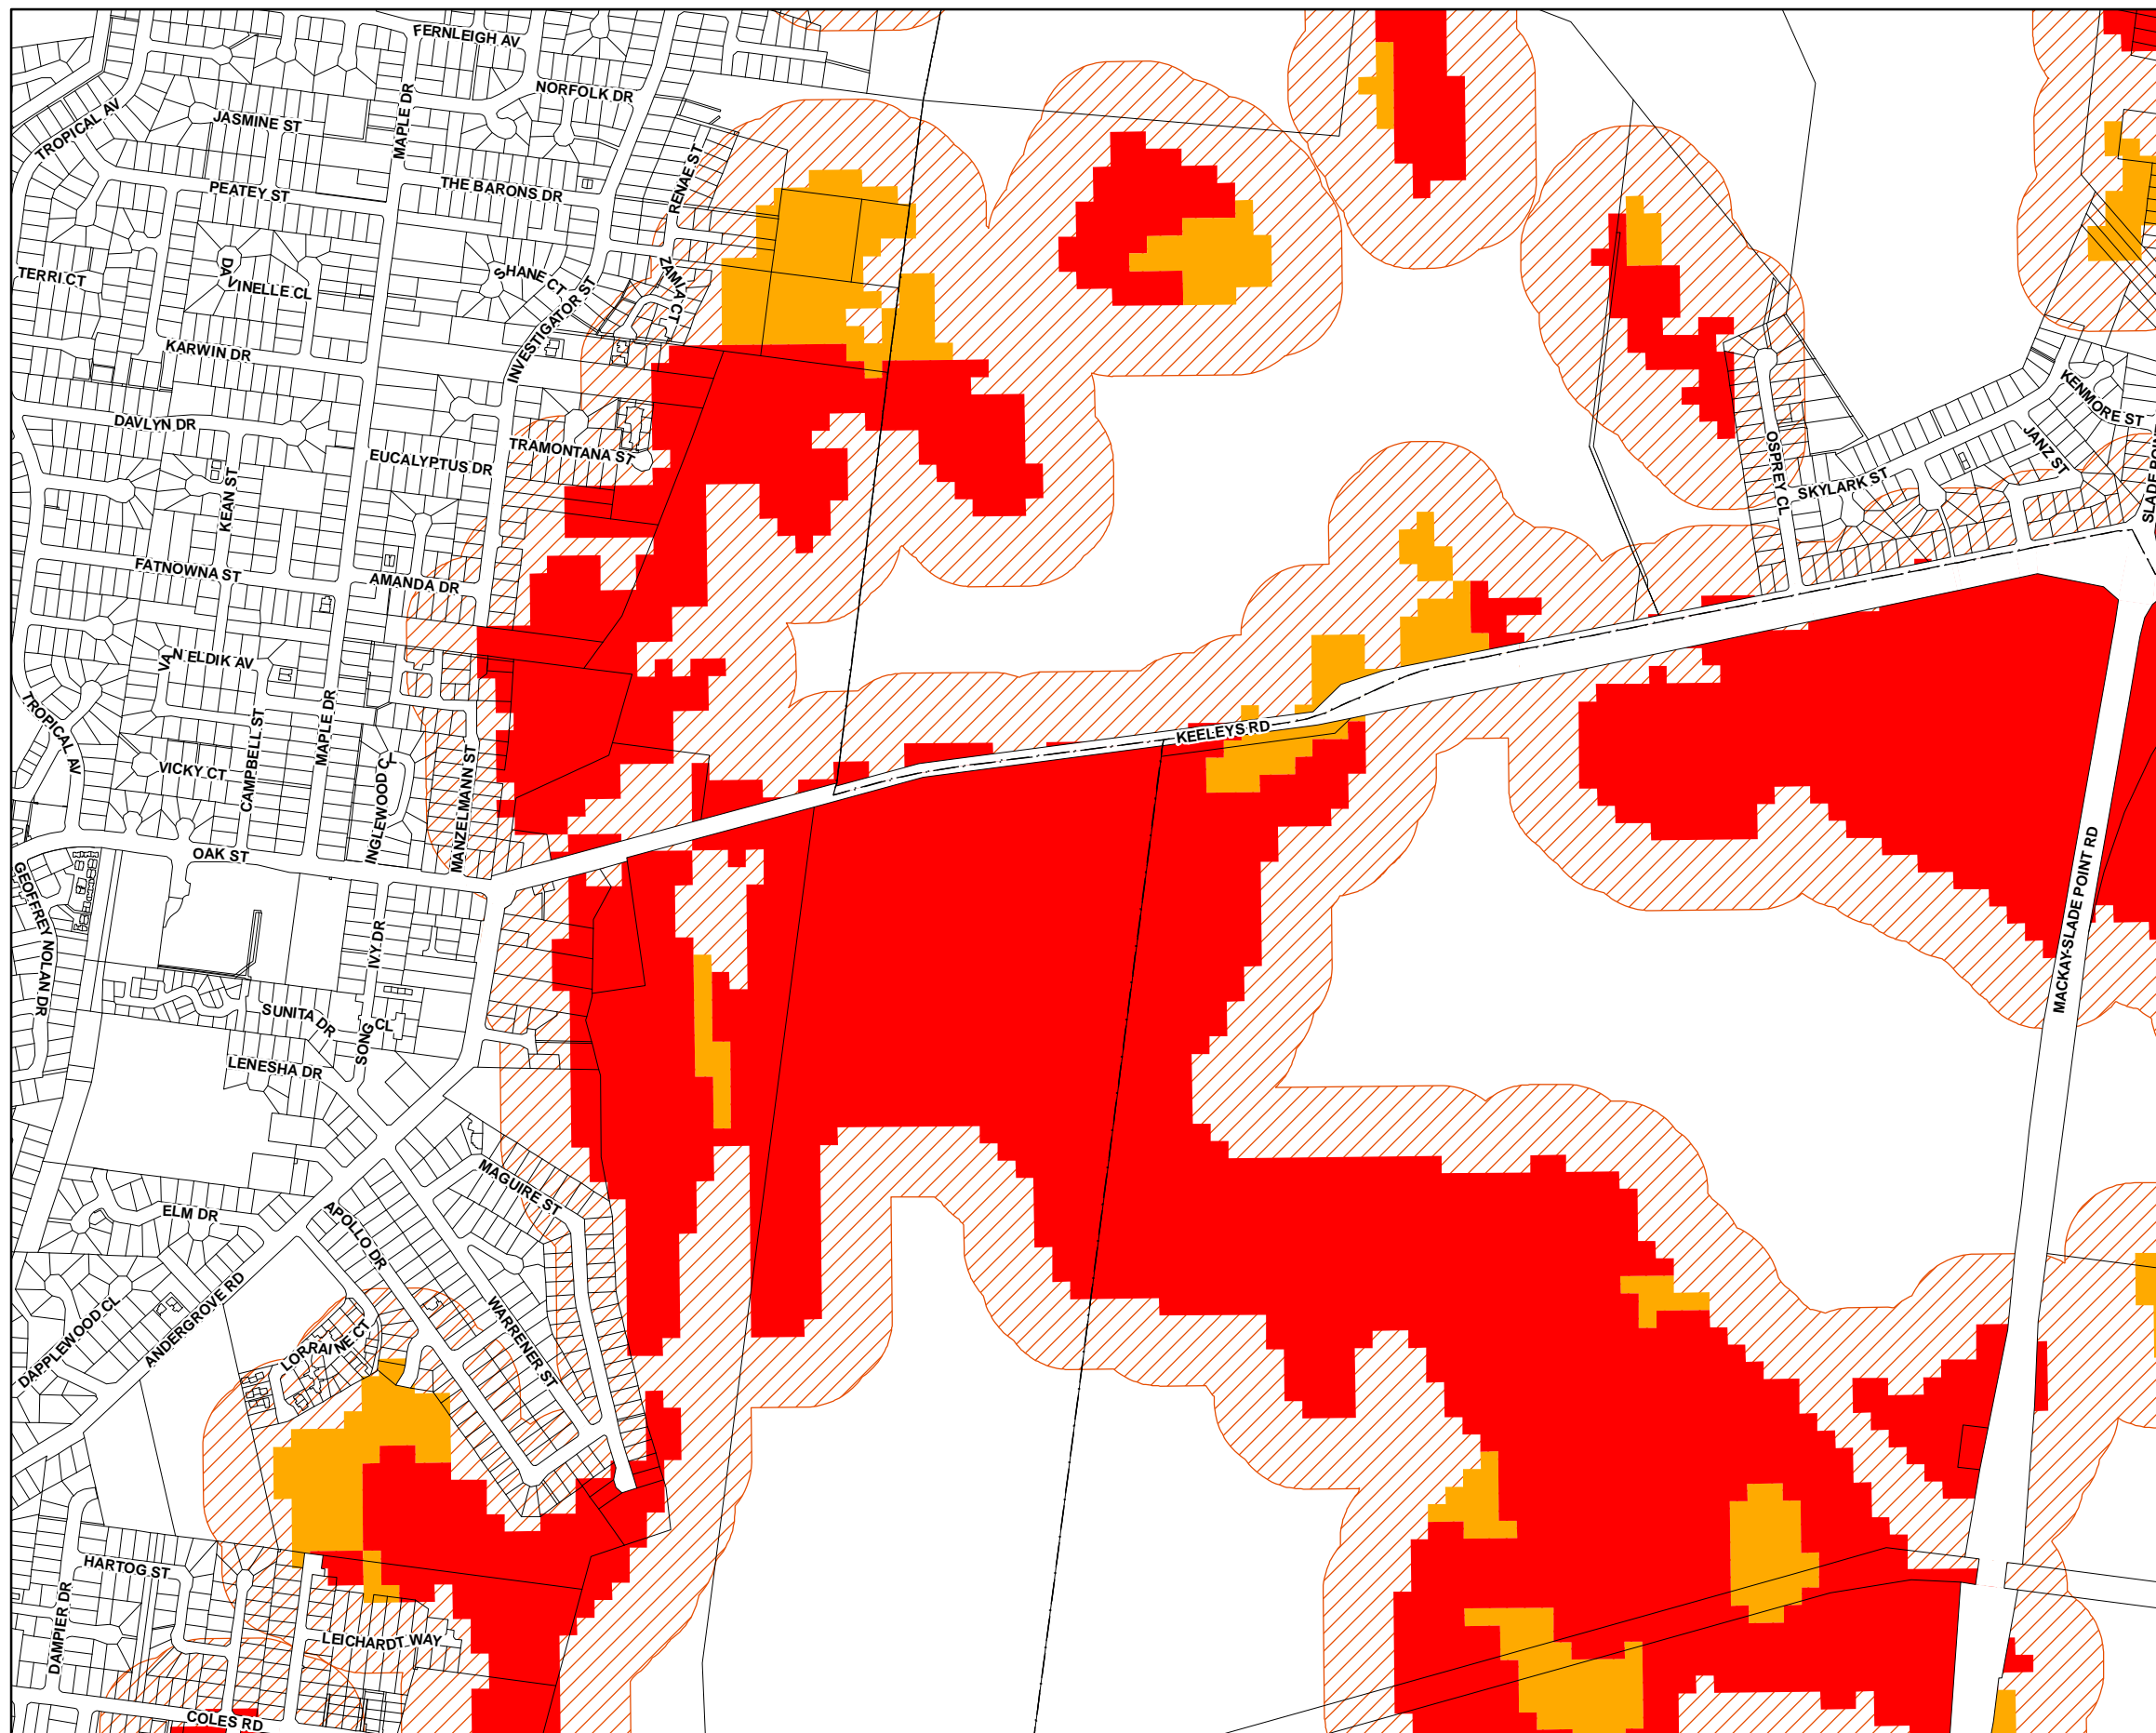 FERNLEIGH AV
NORFOLK DR
TROPICAL AV
JASMINE ST
MAPLE DR
RENAE ST
PEATEY ST
THE BARONS DR
TERRI CT
DAVINELLE CL
SHANE CT
ZAMIA CT
INVESTIGATOR ST
KARWIN DR
KENMORE ST
DAVLYN DR
EUCALYPTUS DR
TRAMONTANA ST
JANZ ST
OSPREY CL
SKYLARK ST
KEAN ST
SLADE POIN
FATNOWNA ST
AMANDA DR
VAN ELDIK AV
TROPICAL AV
CAMPBELL ST
MAPLE DR
KEELEYS RD
VICKY CT
INGLEWOOD CL
MANZELMANN ST
OAK ST
GEOFFREY NOLAN DR
IVY DR
MACKAY-SLADE POINT RD
SUNITA DR
SONG CL
LENESHA DR
MAGUIRE ST
ELM DR
APOLLO DR
DAPPLEWOOD CL
ANDERGROVE RD
LORRAINE CT
WARRENER ST
HARTOG ST
DAMPIER DR
LEICHARDT WAY
COLES RD